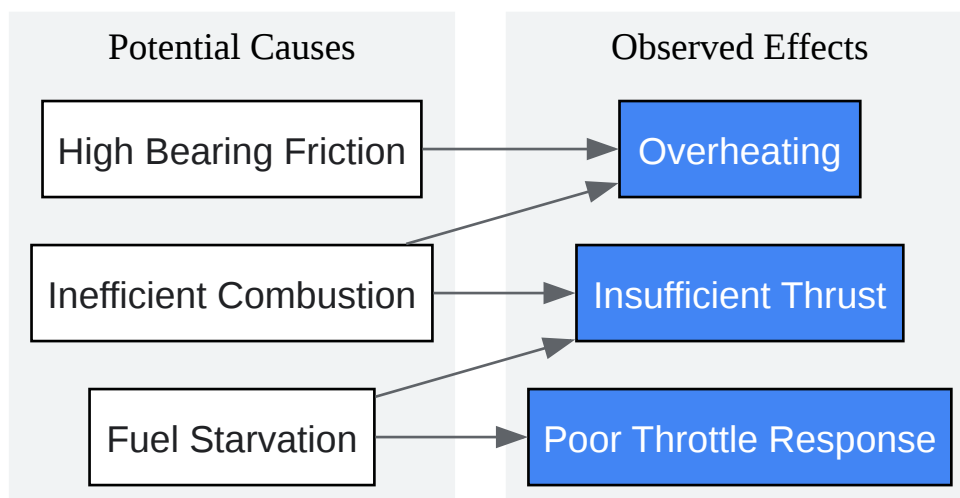 Potential Causes
Observed Effects
High Bearing Friction
Overheating
Inefficient Combustion
Insufficient Thrust
Fuel Starvation
Poor Throttle Response